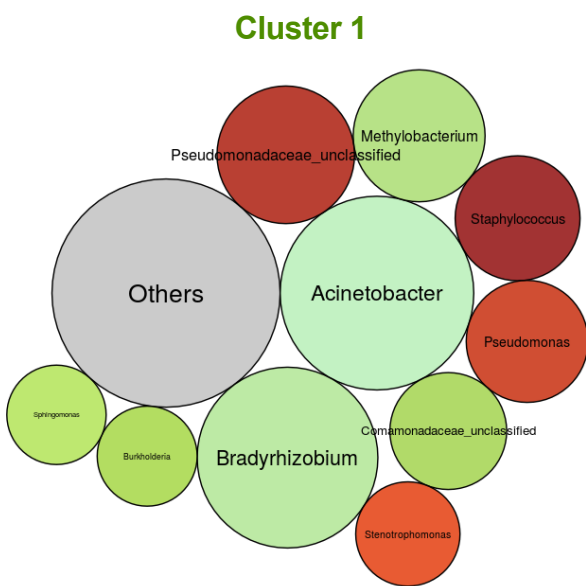 Cluster 1
Methylobacterium
Pseudomonadaceae_unclassified
Staphylococcus
Others
Acinetobacter
Pseudomonas
Sphingomonas
Comamonadaceae_unclassified
Burkholderia
Bradyrhizobium
Stenotrophomonas